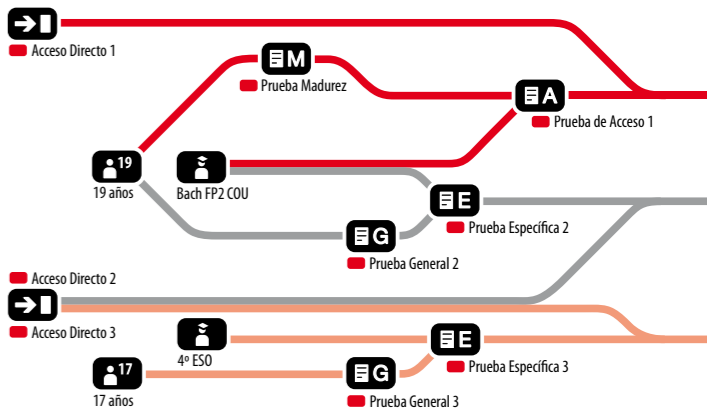 Acceso Directo 1
M
Prueba Madurez
A
Prueba de Acceso 1
19
19 años
Bach FP2 COU
E
Prueba Específica 2
G
Prueba General 2
Acceso Directo 2
Acceso Directo 3
4º ESO
E
Prueba Específica 3
17
17 años
G
Prueba General 3